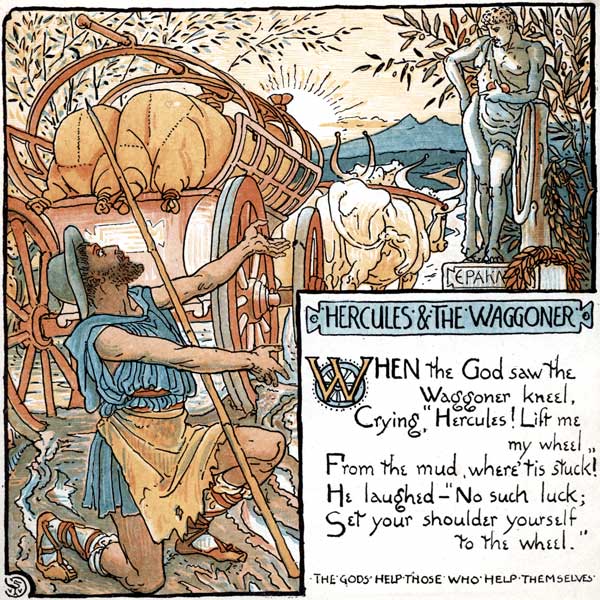 ГЕРАКΛ
HERCULES · & · THE · WAGGONER
WHEN the God saw the
Waggoner kneel,
Crying, "Hercules! Lift me
my wheel„
From the mud, where 'tis stuck!
He laughed—"No such luck;
Set your shoulder yourself
to the wheel."
· THE · GODS · HELP · THOSE · WHO · HELP · THEMSELVES ·